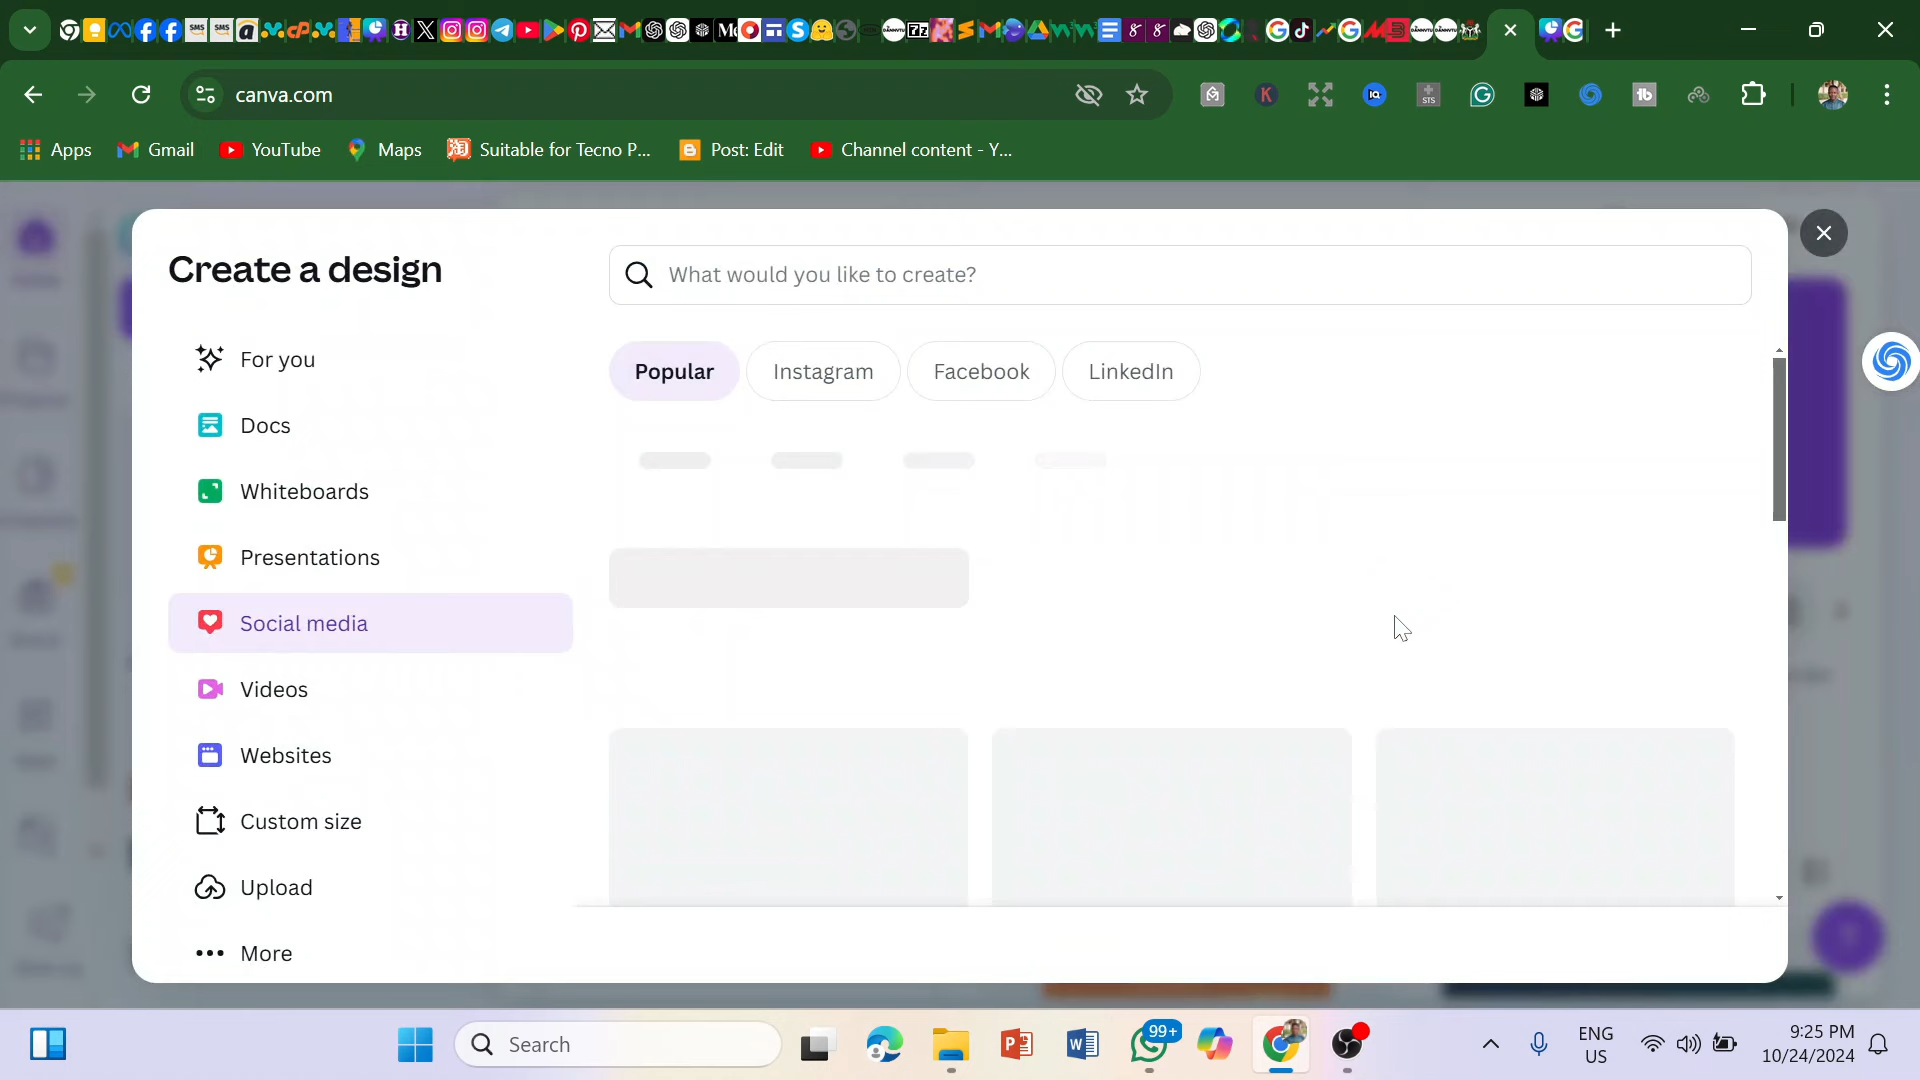 canva.com
Apps
Gmail
YouTube
Maps
Suitable for Tecno P...
Post: Edit
Channel content - Y...
Create a design
What would you like to create?
For you
Docs
Whiteboards
Presentations
Social media
Videos
Websites
Custom size
Upload
More
Popular
Instagram
Facebook
LinkedIn
Search
99+
ENG
US
9:25 PM
10/24/2024